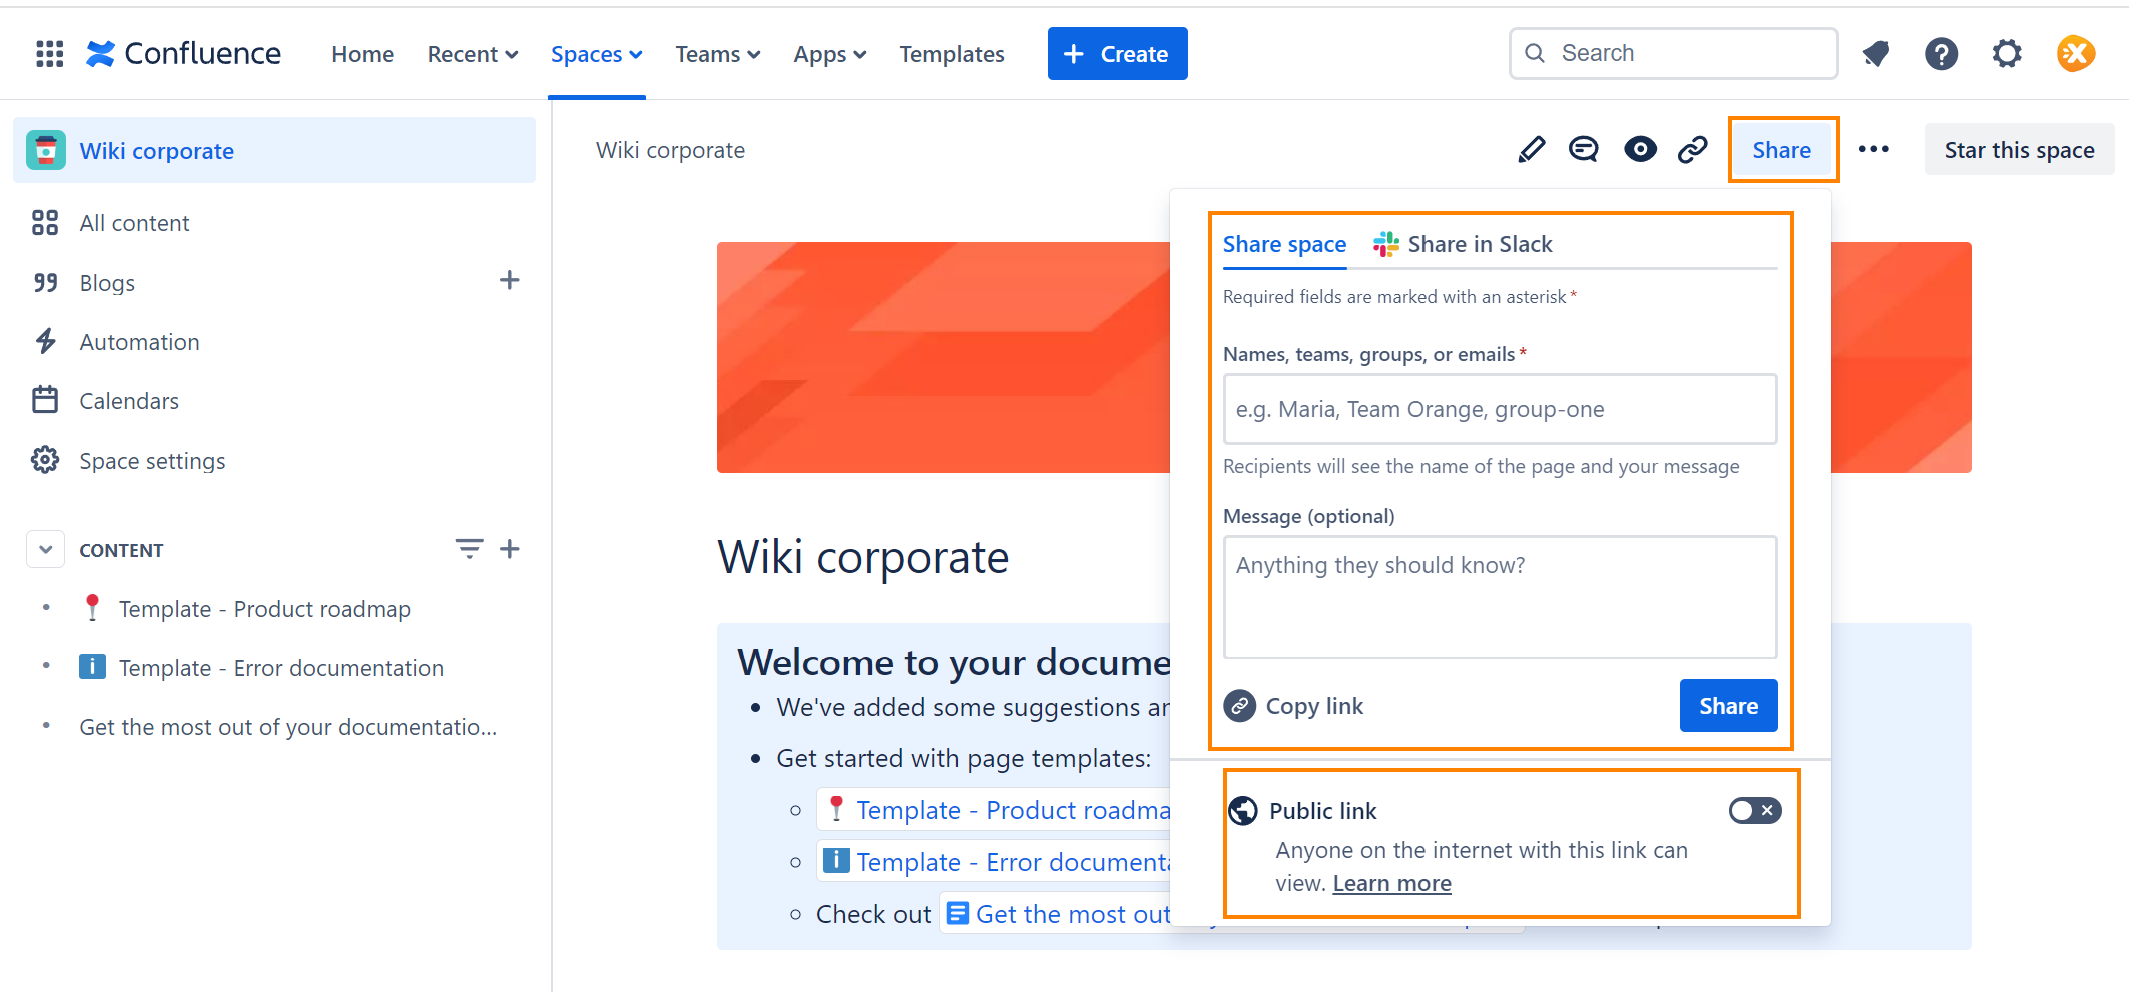 Confluence Home Recent Spaces Teams Apps Templates + Create Search
Wiki corporate
All content
Blogs
Automation
Calendars
Space settings
CONTENT
Template - Product roadmap
Template - Error documentation
Get the most out of your documentatio...
Wiki corporate
Share
Star this space
Wiki corporate
Welcome to your docume
• We've added some suggestions
• Get started with page templates:
Template - Product roadma
Template - Error documenta
Check out Get the most out
Share space Share in Slack
Required fields are marked with an asterisk *
Names, teams, groups, or emails *
e.g. Maria, Team Orange, group-one
Recipients will see the name of the page and your message
Message (optional)
Anything they should know?
Copy link
Share
Public link
Anyone on the internet with this link can
view. Learn more